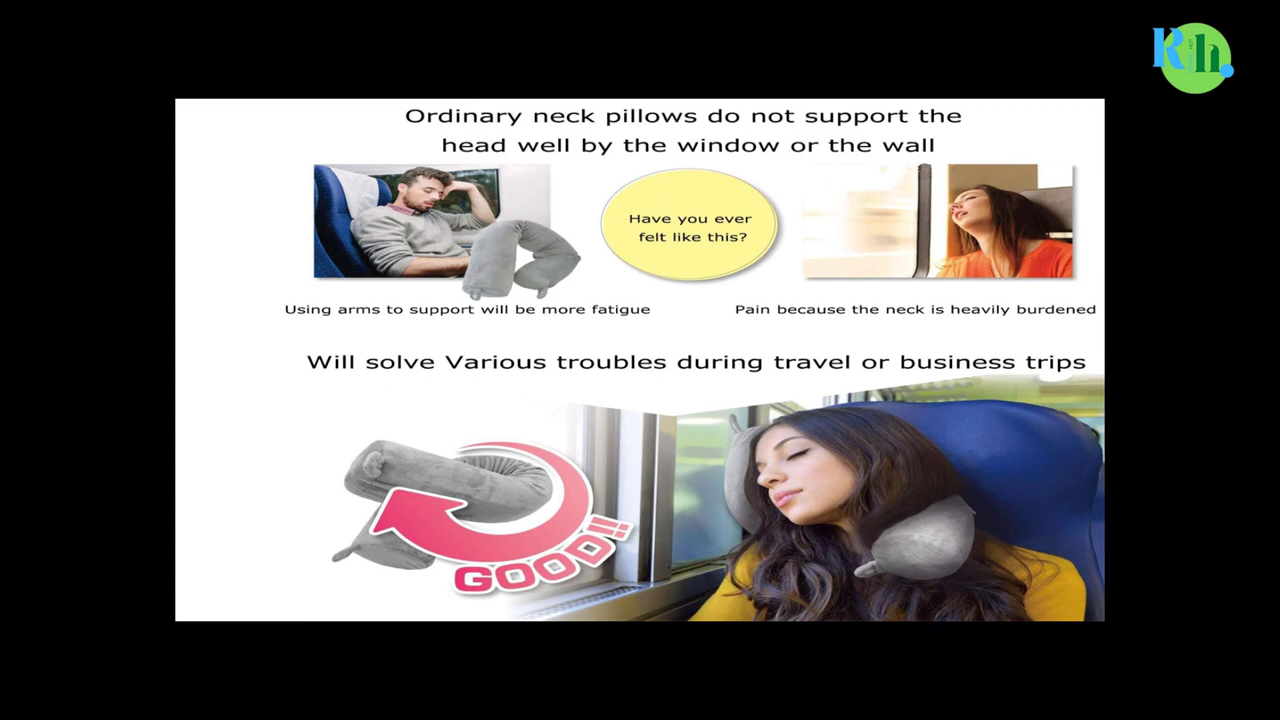 Rh.
Ordinary neck pillows do not support the
head well by the window or the wall
Have you ever
felt like this?
Using arms to support will be more fatigue
Pain because the neck is heavily burdened
Will solve Various troubles during travel or business trips
GOOD!!